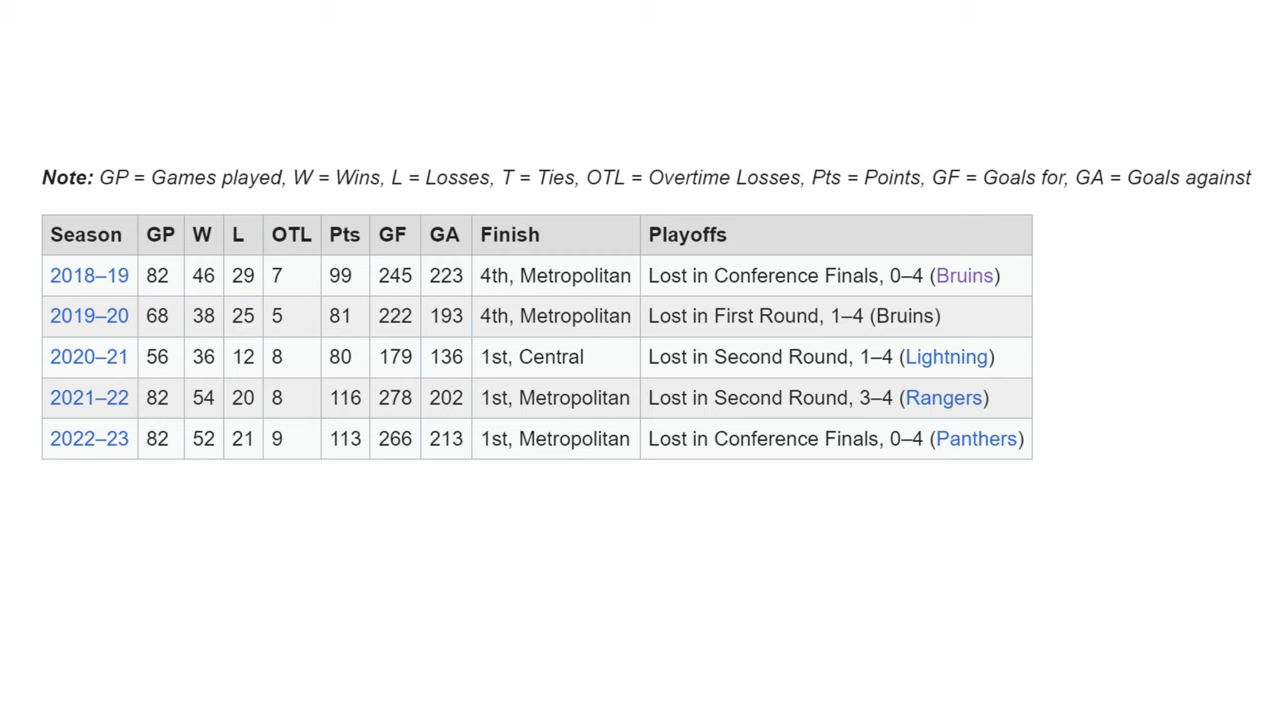 Note: GP = Games played, W = Wins, L = Losses, T = Ties, OTL = Overtime Losses, Pts = Points, GF = Goals for, GA = Goals against
Season GP W L OTL Pts GF GA Finish Playoffs
2018–19 82 46 29 7 99 245 223 4th, Metropolitan Lost in Conference Finals, 0–4 (Bruins)
2019–20 68 38 25 5 81 222 193 4th, Metropolitan Lost in First Round, 1–4 (Bruins)
2020–21 56 36 12 8 80 179 136 1st, Central Lost in Second Round, 1–4 (Lightning)
2021–22 82 54 20 8 116 278 202 1st, Metropolitan Lost in Second Round, 3–4 (Rangers)
2022–23 82 52 21 9 113 266 213 1st, Metropolitan Lost in Conference Finals, 0–4 (Panthers)